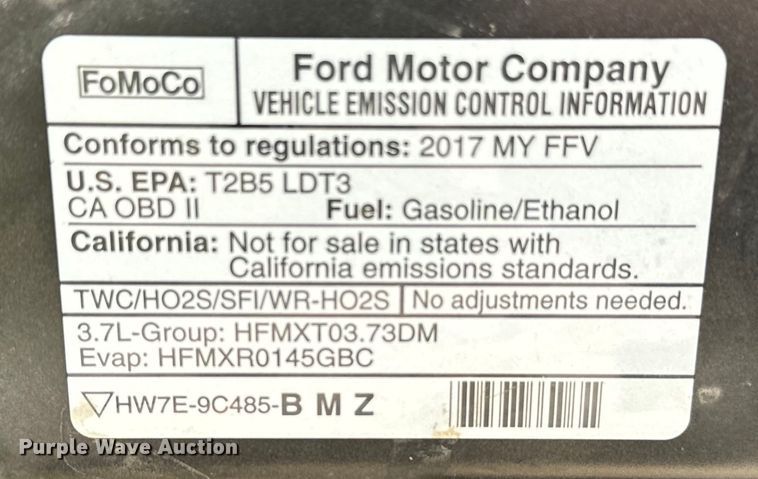 FoMoCo
Ford Motor Company
VEHICLE EMISSION CONTROL INFORMATION
Conforms to regulations: 2017 MY FFV
U.S. EPA: T2B5 LDT3
CA OBD II Fuel: Gasoline/Ethanol
California: Not for sale in states with
California emissions standards.
TWC/HO2S/SFI/WR-HO2S No adjustments needed.
3.7L-Group: HFMXT03.73DM
Evap: HFMXR0145GBC
HW7E-9C485-B M Z
Purple Wave Auction